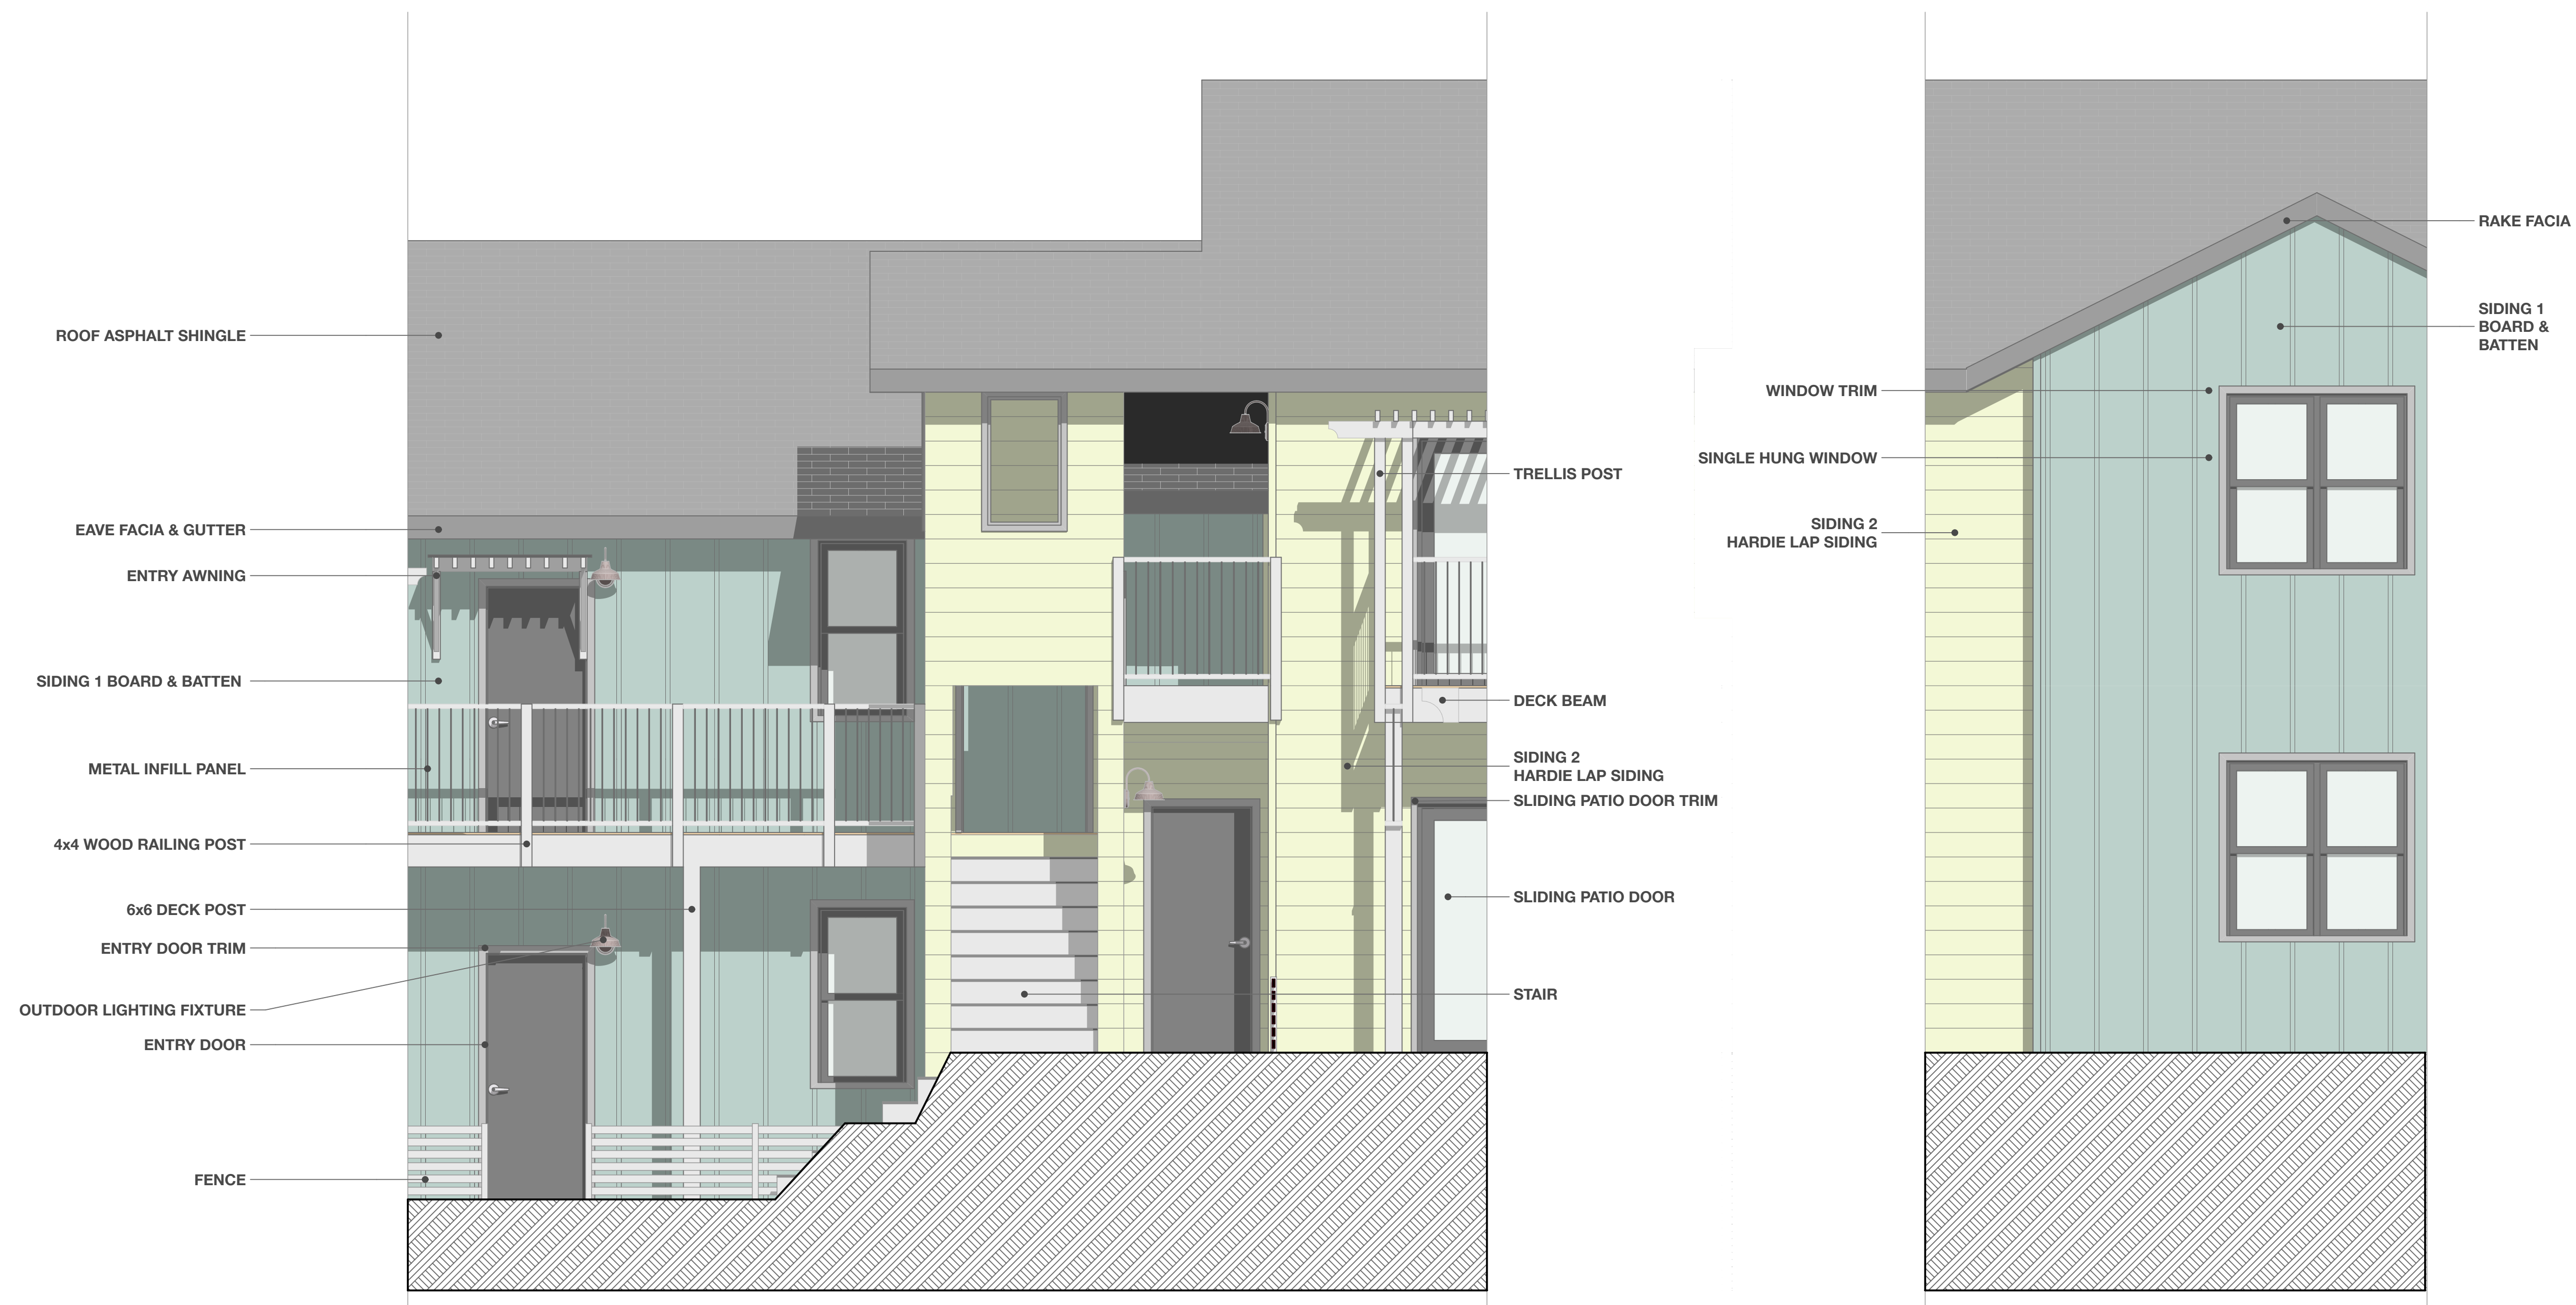 ROOF ASPHALT SHINGLE
EAVE FACIA & GUTTER
ENTRY AWNING
SIDING 1 BOARD & BATTEN
METAL INFILL PANEL
4x4 WOOD RAILING POST
6x6 DECK POST
ENTRY DOOR TRIM
OUTDOOR LIGHTING FIXTURE
ENTRY DOOR
FENCE
TRELLIS POST
DECK BEAM
SIDING 2
HARDIE LAP SIDING
SLIDING PATIO DOOR TRIM
SLIDING PATIO DOOR
STAIR
WINDOW TRIM
SINGLE HUNG WINDOW
SIDING 2
HARDIE LAP SIDING
RAKE FACIA
SIDING 1
BOARD &
BATTEN